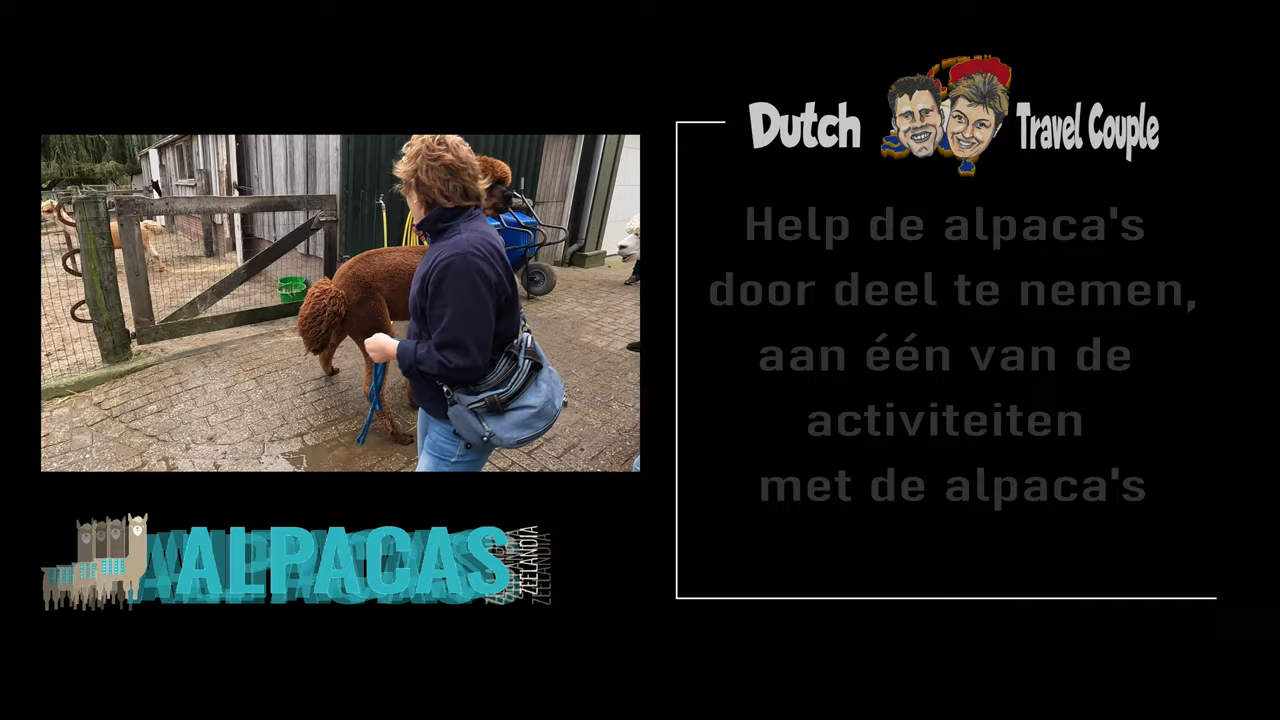 Dutch Travel Couple
Help de alpaca's
door deel te nemen,
aan één van de
activiteiten
met de alpaca's
ALPACAS
ZEELANDIA